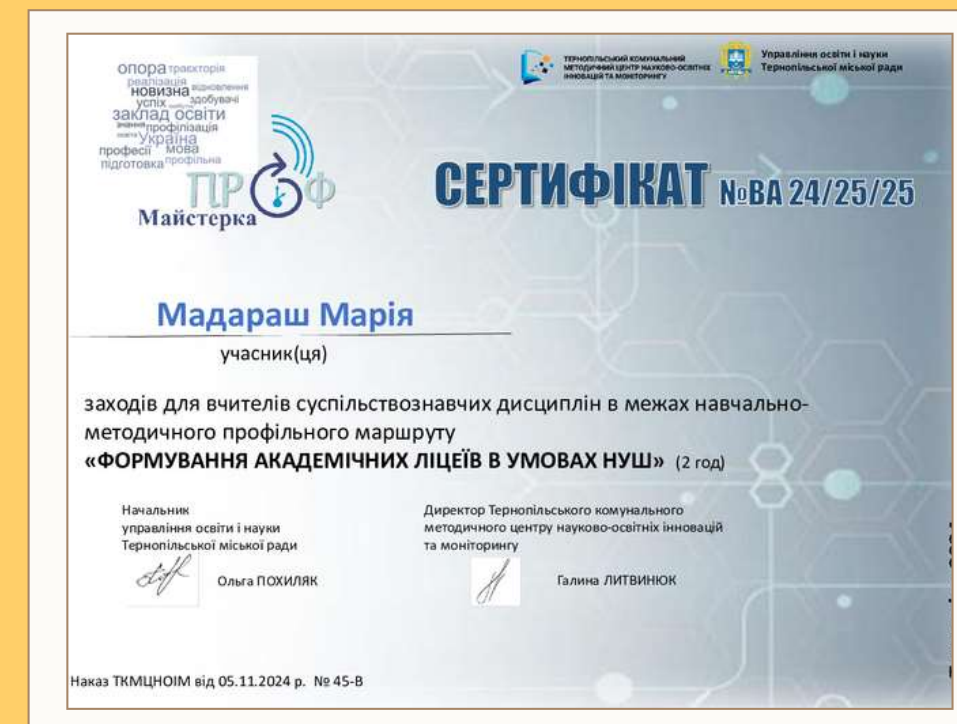 опора траєкторія
реалізація відновлення
новизна
успіх здобувачі
заклад освіти
профілізація
Україна
професії мова
підготовка профільна
ПРОФ
Майстерка
ТЕРНОПІЛЬСЬКИЙ КОМУНАЛЬНИЙ
МЕТОДИЧНИЙ ЦЕНТР НАУКОВО-ОСВІТНІХ
ІННОВАЦІЙ ТА МОНІТОРИНГУ
Управління освіти і науки
Тернопільської міської ради
СЕРТИФІКАТ №ВА 24/25/25
Мадараш Марія
учасник(ця)
заходів для вчителів суспільствознавчих дисциплін в межах навчально-
методичного профільного маршруту
«ФОРМУВАННЯ АКАДЕМІЧНИХ ЛІЦЕЇВ В УМОВАХ НУШ» (2 год)
Начальник
управління освіти і науки
Тернопільської міської ради
Ольга ПОХИЛЯК
Директор Тернопільського комунального
методичного центру науково-освітніх інновацій
та моніторингу
Галина ЛИТВИНЮК
Наказ ТКМЦНОІМ від 05.11.2024 р. № 45-В